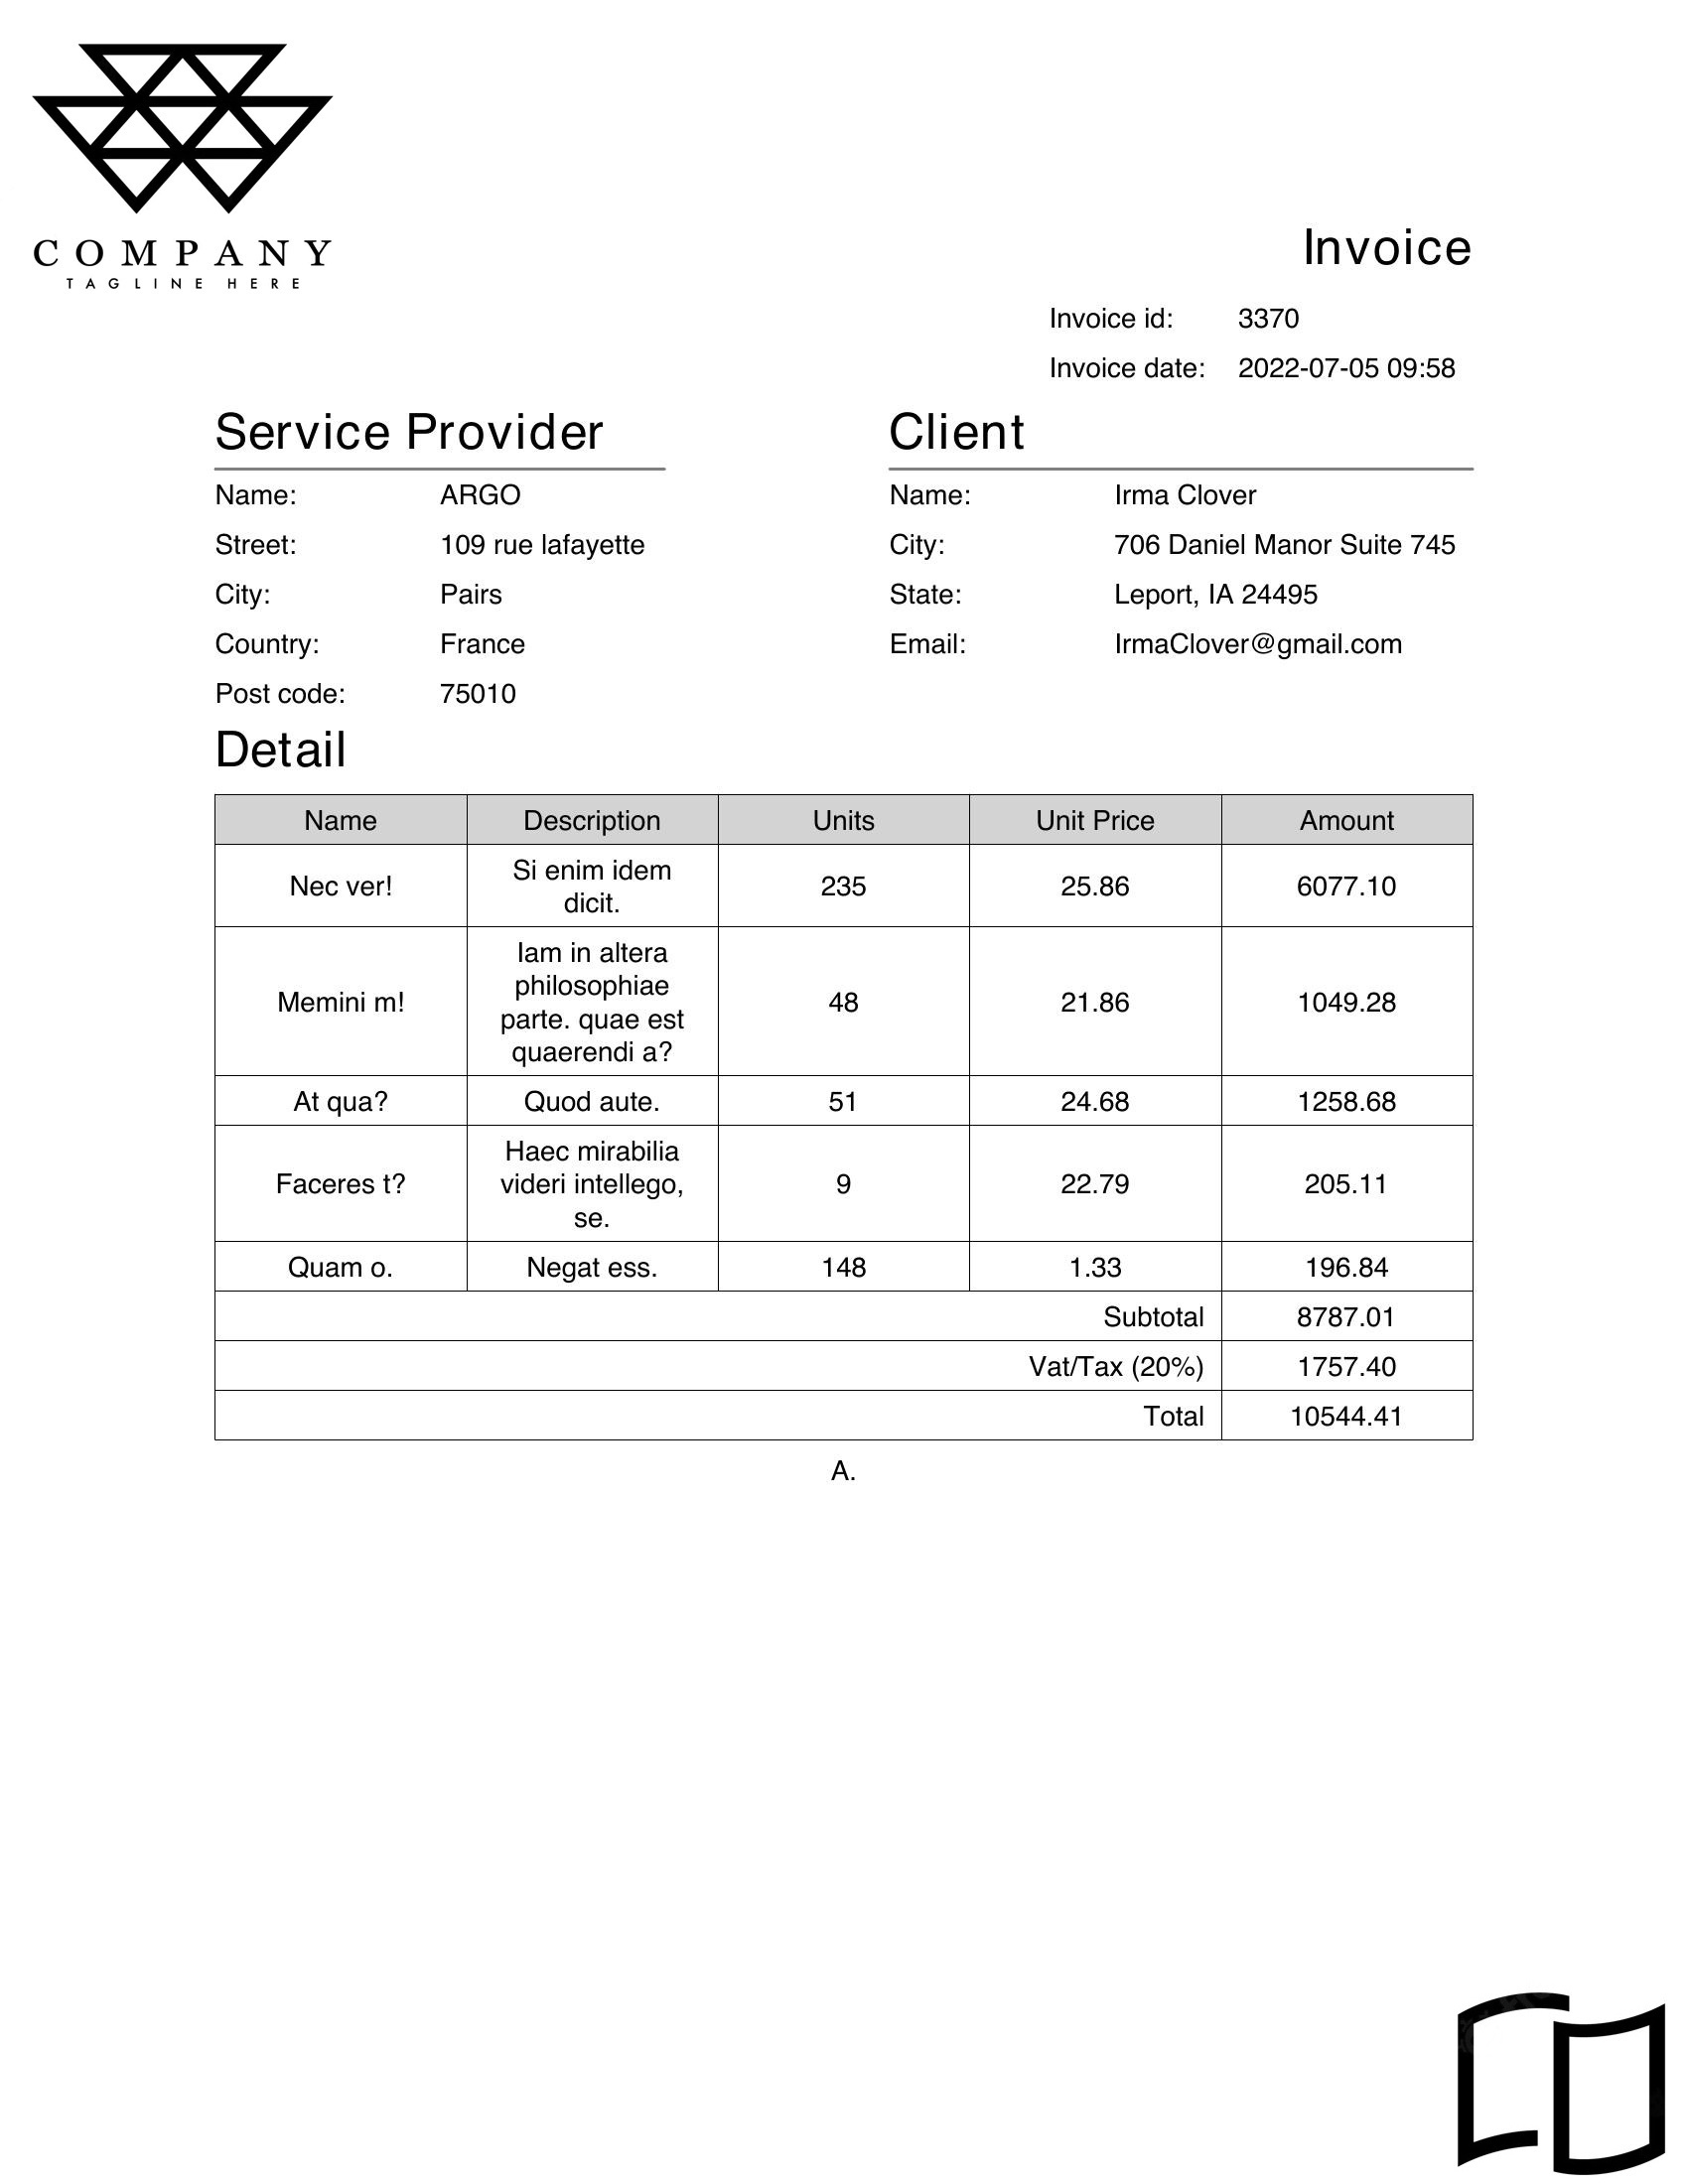 COMPANY
TAGLINE HERE
Invoice
Invoice id: 3370
Invoice date: 2022-07-05 09:58
Service Provider
Name: ARGO
Street: 109 rue lafayette
City: Pairs
Country: France
Post code: 75010
Client
Name: Irma Clover
City: 706 Daniel Manor Suite 745
State: Leport, IA 24495
Email: IrmaClover@gmail.com
Detail
Name Description Units Unit Price Amount
Nec ver! Si enim idem 235 25.86 6077.10
dicit.
Iam in altera
philosophiae
Memini m! parte. quae est 48 21.86 1049.28
quaerendi a?
At qua? Quod aute. 51 24.68 1258.68
Haec mirabilia
Faceres t? videri intellego, 9 22.79 205.11
se.
Quam o. Negat ess. 148 1.33 196.84
Subtotal 8787.01
Vat/Tax (20%) 1757.40
Total 10544.41
A.